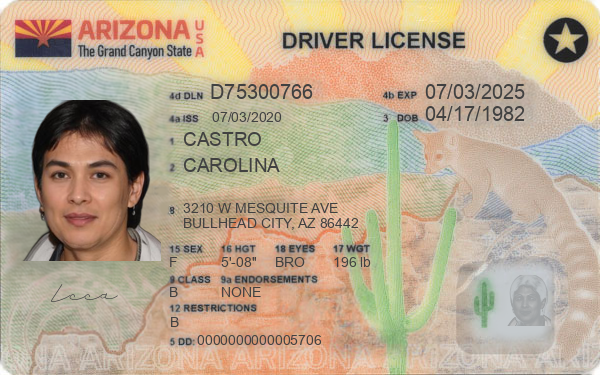 ARIZONA USA
The Grand Canyon State
DRIVER LICENSE
4d DLN D75300766
4b EXP 07/03/2025
4a ISS 07/03/2020
3 DOB 04/17/1982
1 CASTRO
2 CAROLINA
8 3210 W MESQUITE AVE
BULLHEAD CITY, AZ 86442
15 SEX 16 HGT 18 EYES 17 WGT
F 5'-08" BRO 196 lb
9 CLASS 9a ENDORSEMENTS
B NONE
12 RESTRICTIONS
B
5 DD: 0000000000005706
Leea
ARIZONA ARIZONA ARIZONA ARIZONA